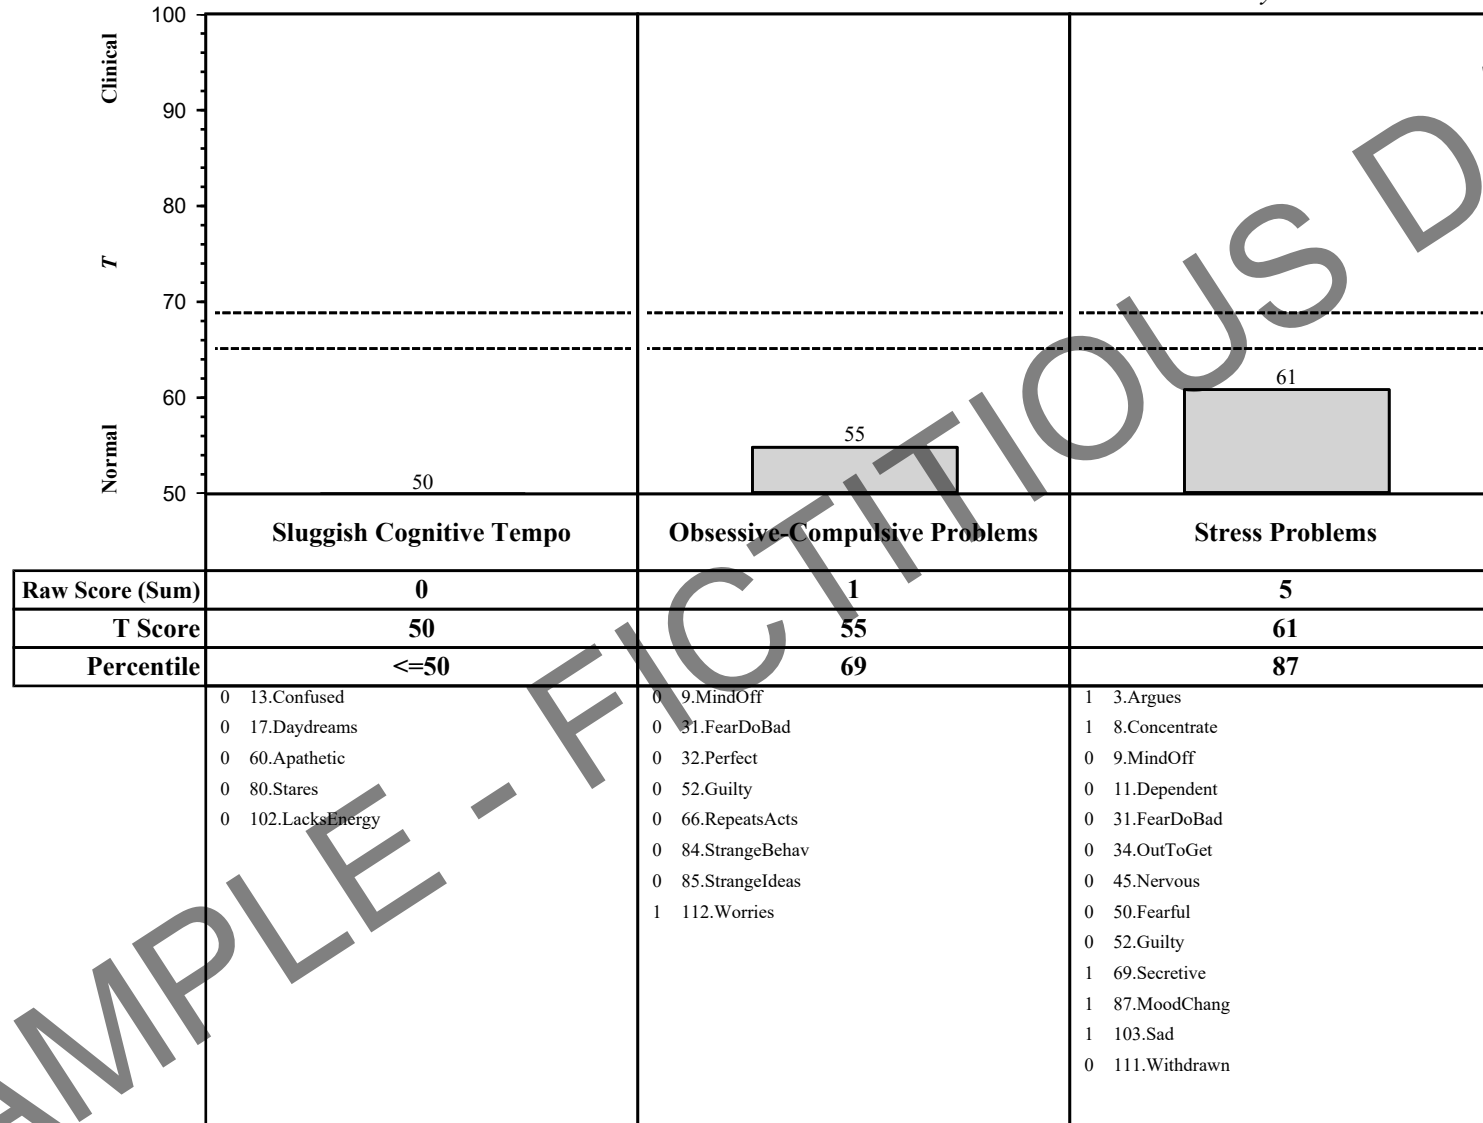 100
Clinical
90
80
T
70
60
Normal
50
50
55
61
Sluggish Cognitive Tempo
Obsessive-Compulsive Problems
Stress Problems
Raw Score (Sum) 0 1 5
T Score 50 55 61
Percentile <=50 69 87
0 13.Confused
0 17.Daydreams
0 60.Apathetic
0 80.Stares
0 102.LacksEnergy
0 9.MindOff
0 31.FearDoBad
0 32.Perfect
0 52.Guilty
0 66.RepeatsActs
0 84.StrangeBehav
0 85.StrangeIdeas
1 112.Worries
1 3.Argues
1 8.Concentrate
0 9.MindOff
0 11.Dependent
0 31.FearDoBad
0 34.OutToGet
0 45.Nervous
0 50.Fearful
0 52.Guilty
1 69.Secretive
1 87.MoodChang
1 103.Sad
0 111.Withdrawn
AMPLE - FICTITIOUS D